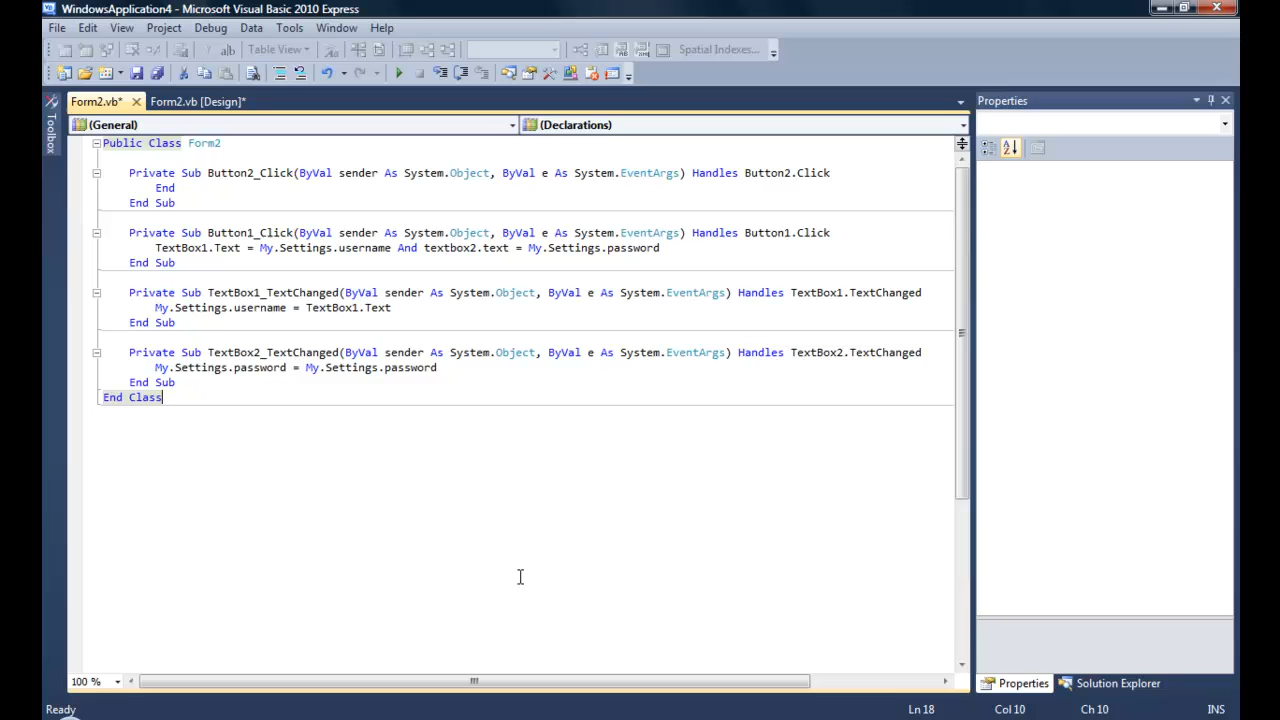 WindowsApplication4 - Microsoft Visual Basic 2010 Express
File Edit View Project Debug Data Tools Window Help
Table View Spatial Indexes...
Toolbox
Form2.vb* Form2.vb [Design]*
(General) (Declarations)
Public Class Form2
Private Sub Button2_Click(ByVal sender As System.Object, ByVal e As System.EventArgs) Handles Button2.Click
End
End Sub
Private Sub Button1_Click(ByVal sender As System.Object, ByVal e As System.EventArgs) Handles Button1.Click
TextBox1.Text = My.Settings.username And textbox2.text = My.Settings.password
End Sub
Private Sub TextBox1_TextChanged(ByVal sender As System.Object, ByVal e As System.EventArgs) Handles TextBox1.TextChanged
My.Settings.username = TextBox1.Text
End Sub
Private Sub TextBox2_TextChanged(ByVal sender As System.Object, ByVal e As System.EventArgs) Handles TextBox2.TextChanged
My.Settings.password = My.Settings.password
End Sub
End Class
100 %
Properties
Properties Solution Explorer
Ready Ln 18 Col 10 Ch 10 INS